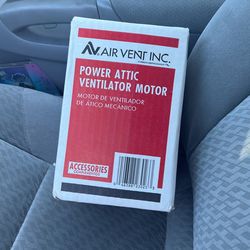 AIR VENT INC.
POWER ATTIC
VENTILATOR MOTOR
MOTOR DE VENTILADOR
DE ÁTICO MECÁNICO
ACCESSORIES